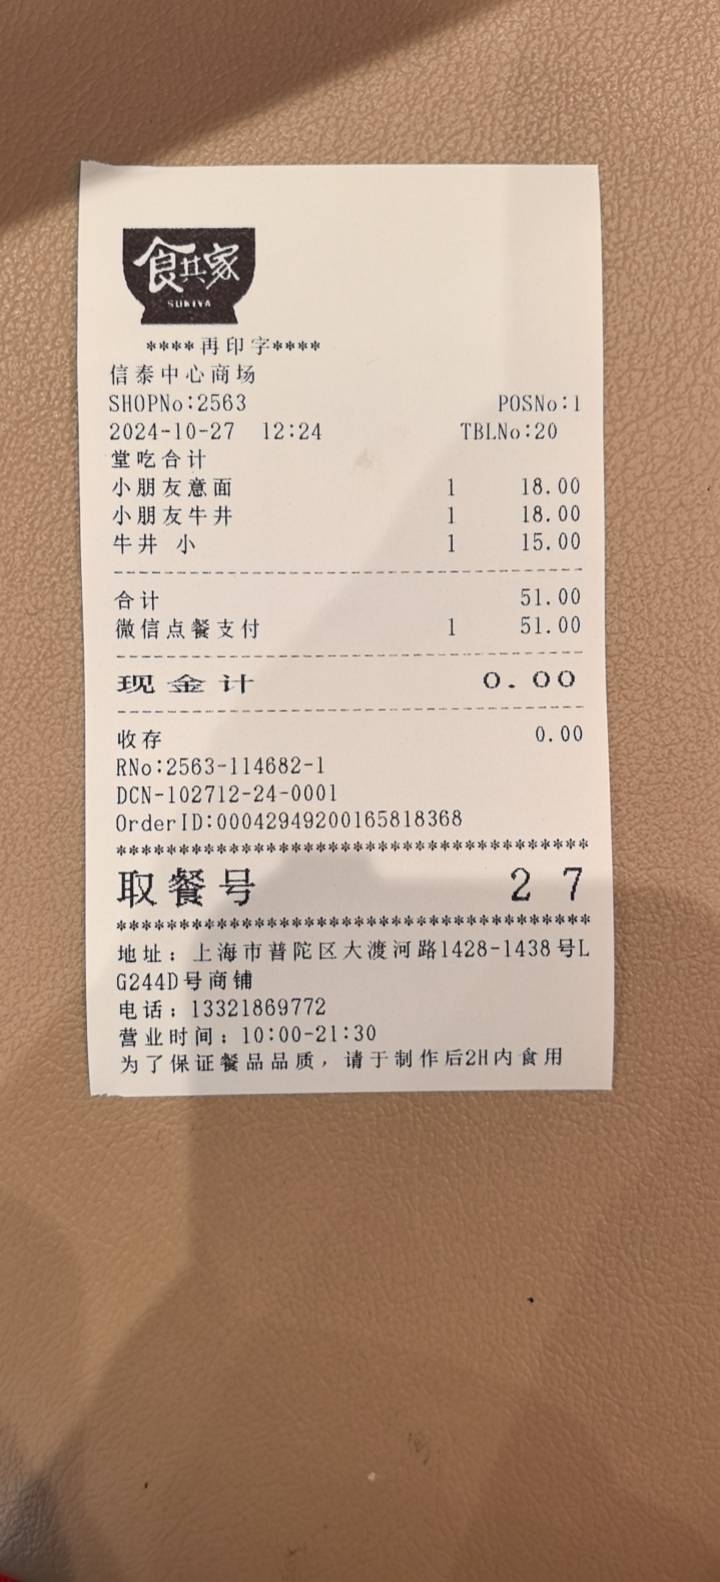 食其家
SUKIYA
****再印字****
信泰中心商场
SHOPNo:2563 POSNo:1
2024-10-27 12:24 TBLNo:20
堂吃合计
小朋友意面 1 18.00
小朋友牛丼 1 18.00
牛丼 小 1 15.00
合计 51.00
微信点餐支付 1 51.00
现金计 0.00
收存 0.00
RNo:2563-114682-1
DCN-102712-24-0001
OrderID:00042949200165818368
**************************************
取餐号 27
**************************************
地址：上海市普陀区大渡河路1428-1438号L
G244D号商铺
电话：13321869772
营业时间：10:00-21:30
为了保证餐品品质，请于制作后2H内食用